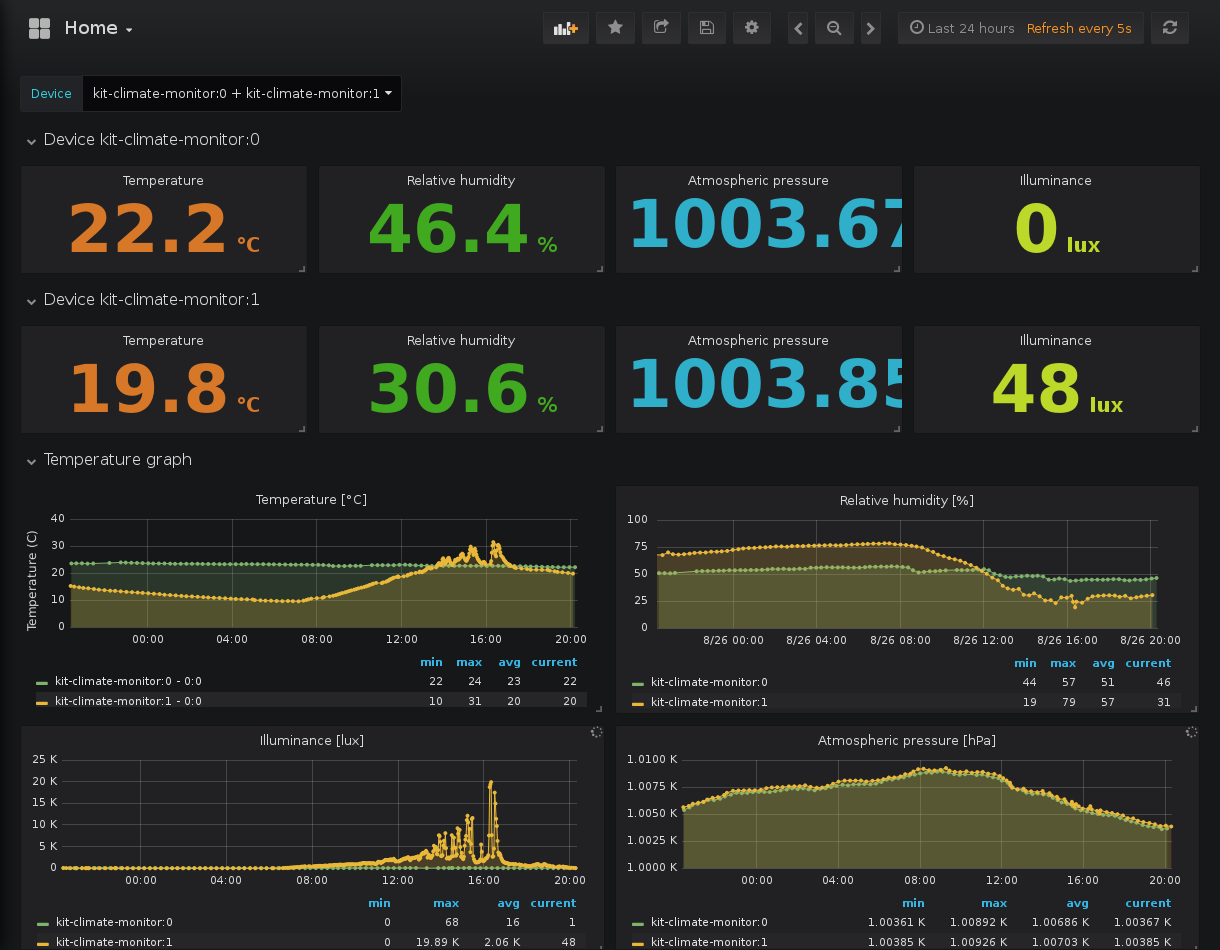 Home
Last 24 hours Refresh every 5s
Device kit-climate-monitor:0 + kit-climate-monitor:1
Device kit-climate-monitor:0
Temperature Relative humidity Atmospheric pressure Illuminance
22.2 °C 46.4 % 1003.67 0 lux
Device kit-climate-monitor:1
Temperature Relative humidity Atmospheric pressure Illuminance
19.8 °C 30.6 % 1003.85 48 lux
Temperature graph
Temperature [°C]
Temperature (C)
40
30
20
10
0
00:00 04:00 08:00 12:00 16:00 20:00
min max avg current
kit-climate-monitor:0 - 0:0 22 24 23 22
kit-climate-monitor:1 - 0:0 10 31 20 20
Relative humidity [%]
100
75
50
25
0
8/26 00:00 8/26 04:00 8/26 08:00 8/26 12:00 8/26 16:00 8/26 20:00
min max avg current
kit-climate-monitor:0 44 57 51 46
kit-climate-monitor:1 19 79 57 31
Illuminance [lux]
25 K
20 K
15 K
10 K
5 K
0
00:00 04:00 08:00 12:00 16:00 20:00
min max avg current
kit-climate-monitor:0 0 68 16 1
kit-climate-monitor:1 0 19.89 K 2.06 K 48
Atmospheric pressure [hPa]
1.0100 K
1.0075 K
1.0050 K
1.0025 K
1.0000 K
00:00 04:00 08:00 12:00 16:00 20:00
min max avg current
kit-climate-monitor:0 1.00361 K 1.00892 K 1.00686 K 1.00367 K
kit-climate-monitor:1 1.00385 K 1.00926 K 1.00703 K 1.00385 K